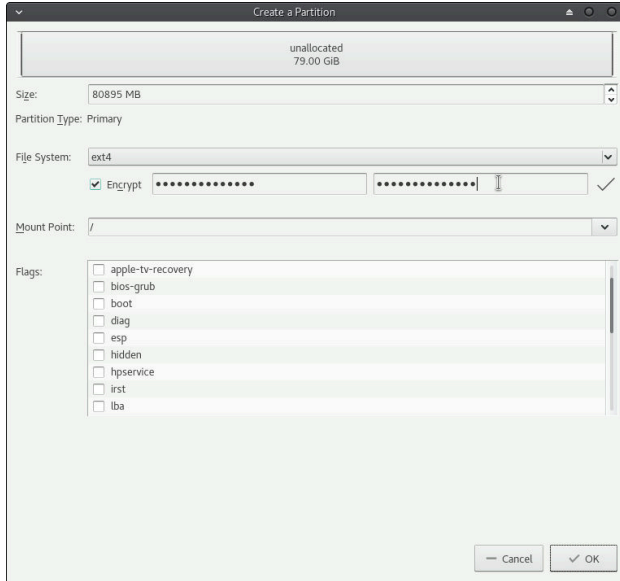 Create a Partition
unallocated
79.00 GiB
Size: 80895 MB
Partition Type: Primary
File System: ext4
Encrypt ●●●●●●●●●●●●●● ●●●●●●●●●●●●●●
Mount Point: /
Flags:
apple-tv-recovery
bios-grub
boot
diag
esp
hidden
hpservice
irst
lba
Cancel OK